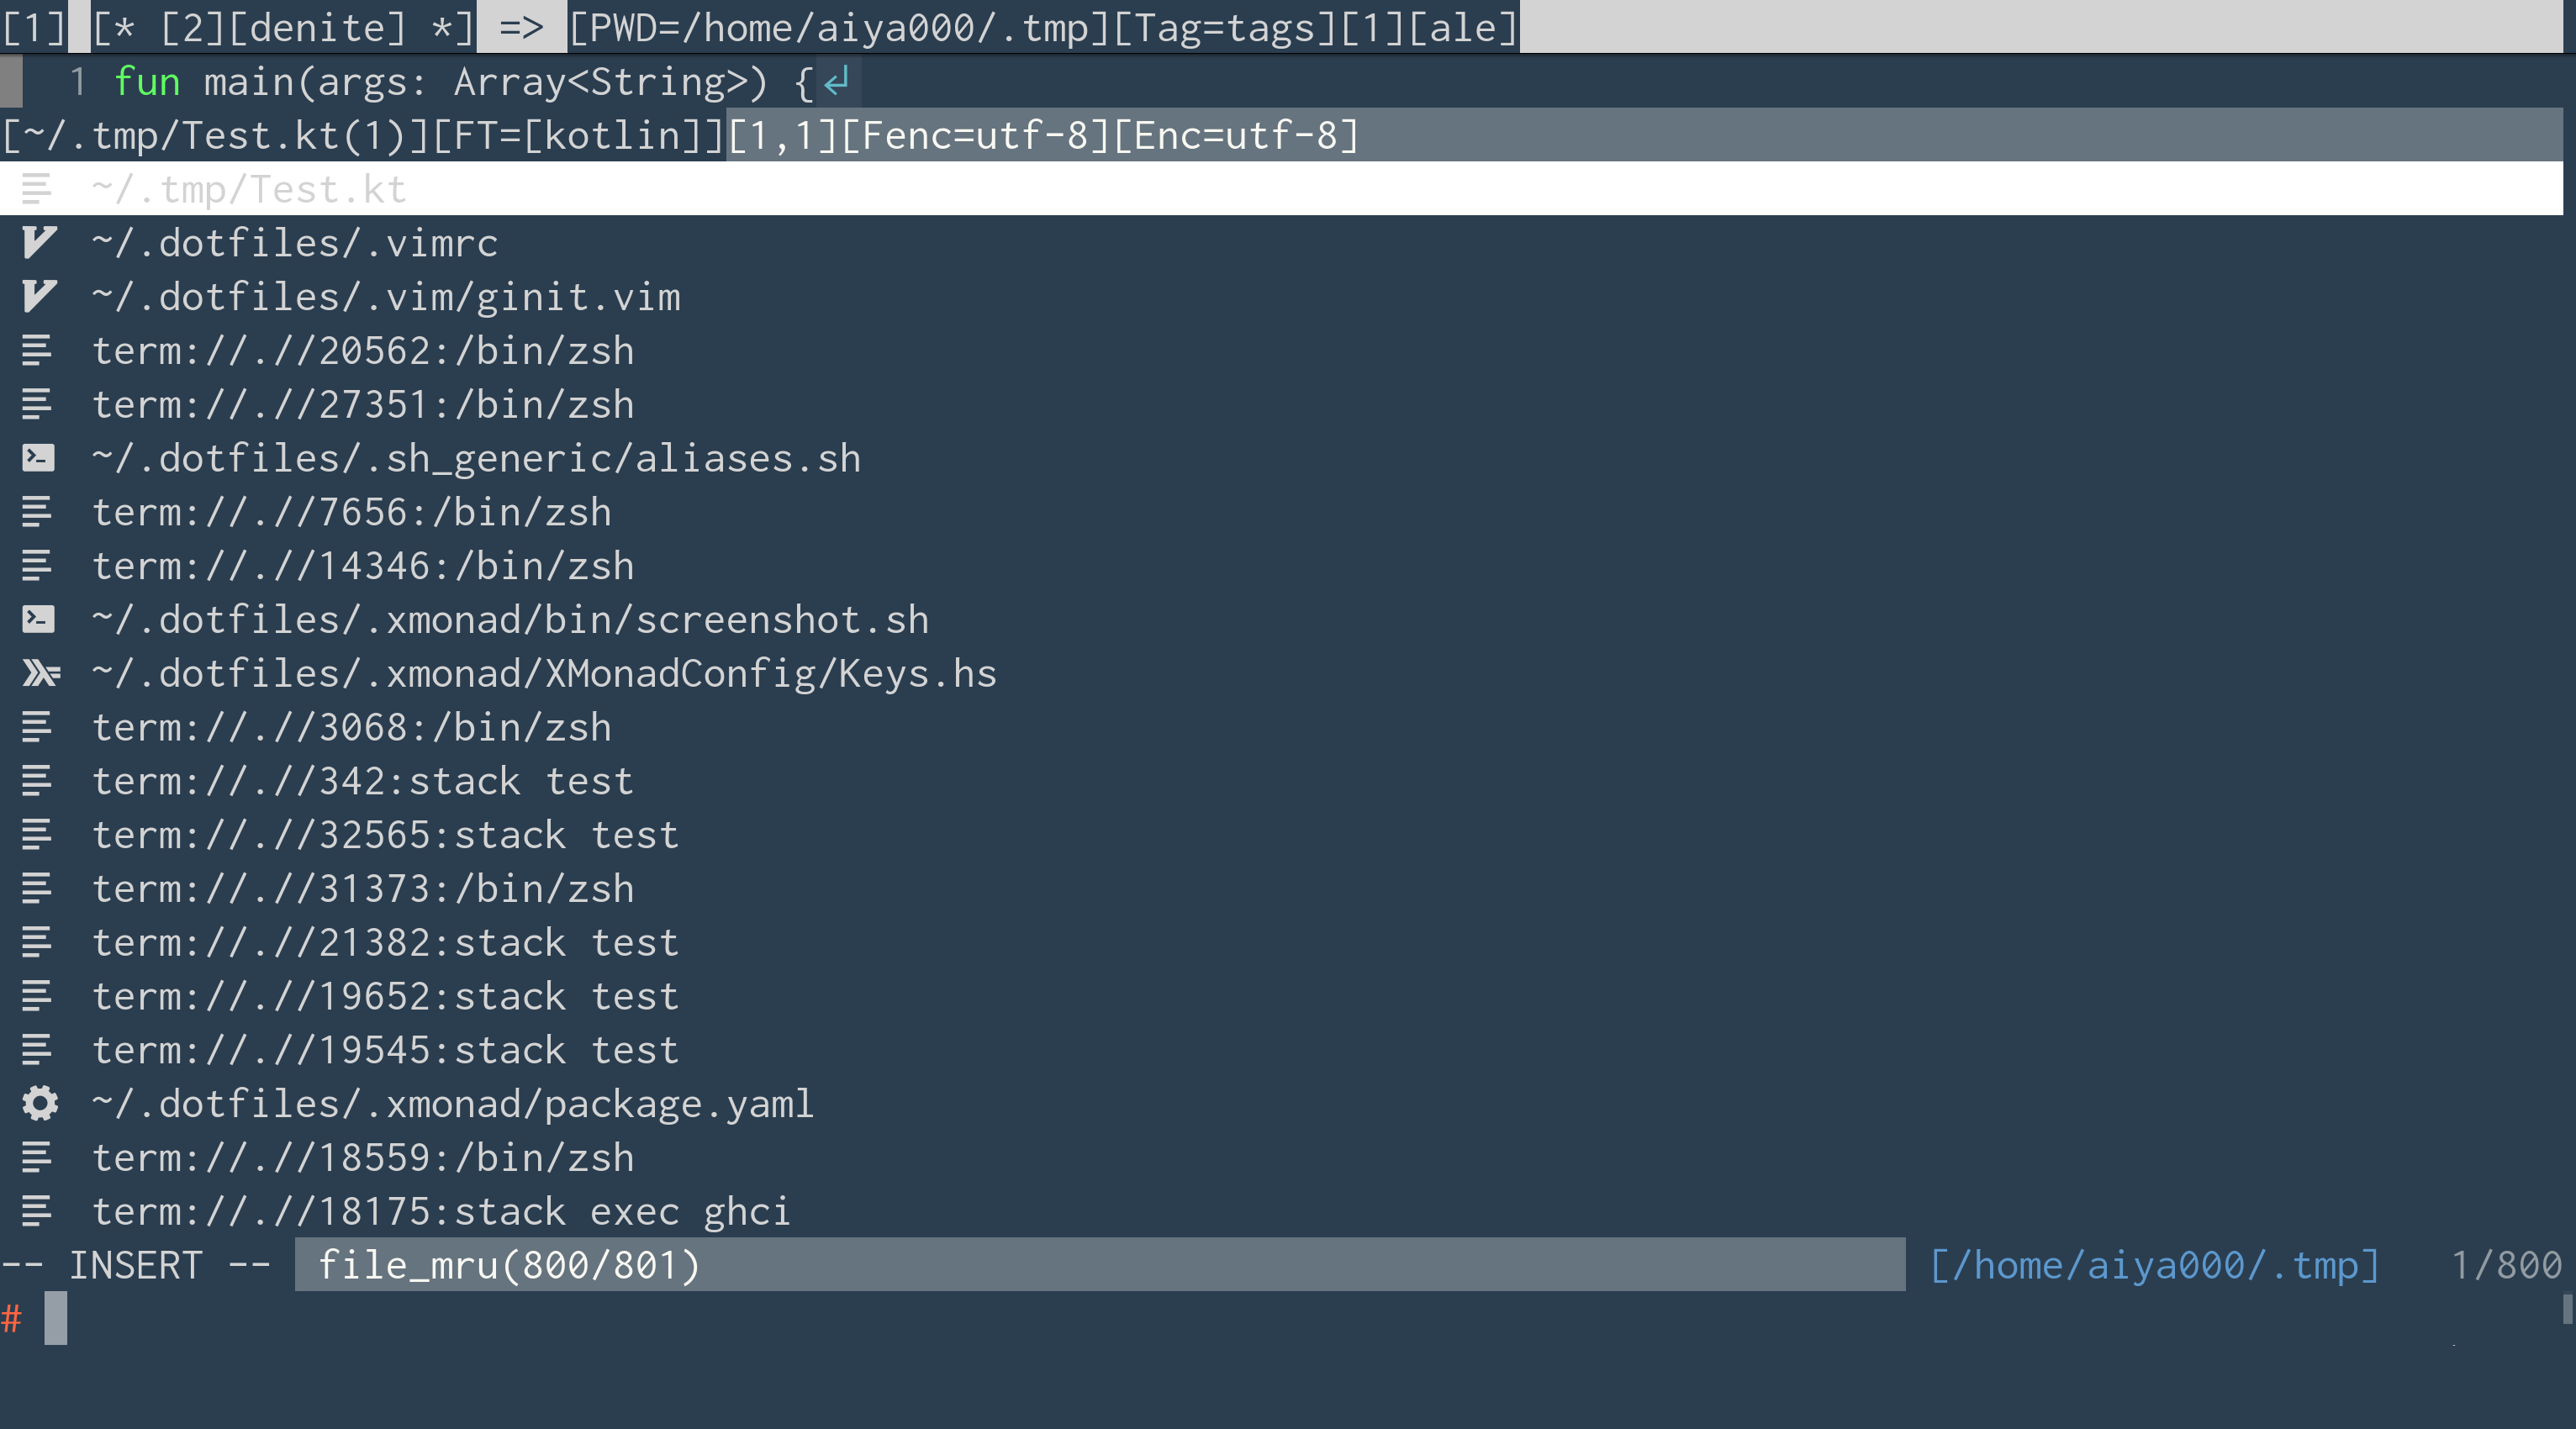 [1] [* [2][denite] *] => [PWD=/home/aiya000/.tmp][Tag=tags][1][ale]
1 fun main(args: Array<String>) {↲
[~/.tmp/Test.kt(1)][FT=[kotlin]][1,1][Fenc=utf-8][Enc=utf-8]
~/.tmp/Test.kt
~/.dotfiles/.vimrc
~/.dotfiles/.vim/ginit.vim
term://.//20562:/bin/zsh
term://.//27351:/bin/zsh
~/.dotfiles/.sh_generic/aliases.sh
term://.//7656:/bin/zsh
term://.//14346:/bin/zsh
~/.dotfiles/.xmonad/bin/screenshot.sh
~/.dotfiles/.xmonad/XMonadConfig/Keys.hs
term://.//3068:/bin/zsh
term://.//342:stack test
term://.//32565:stack test
term://.//31373:/bin/zsh
term://.//21382:stack test
term://.//19652:stack test
term://.//19545:stack test
~/.dotfiles/.xmonad/package.yaml
term://.//18559:/bin/zsh
term://.//18175:stack exec ghci
-- INSERT -- file_mru(800/801) [/home/aiya000/.tmp] 1/800
#